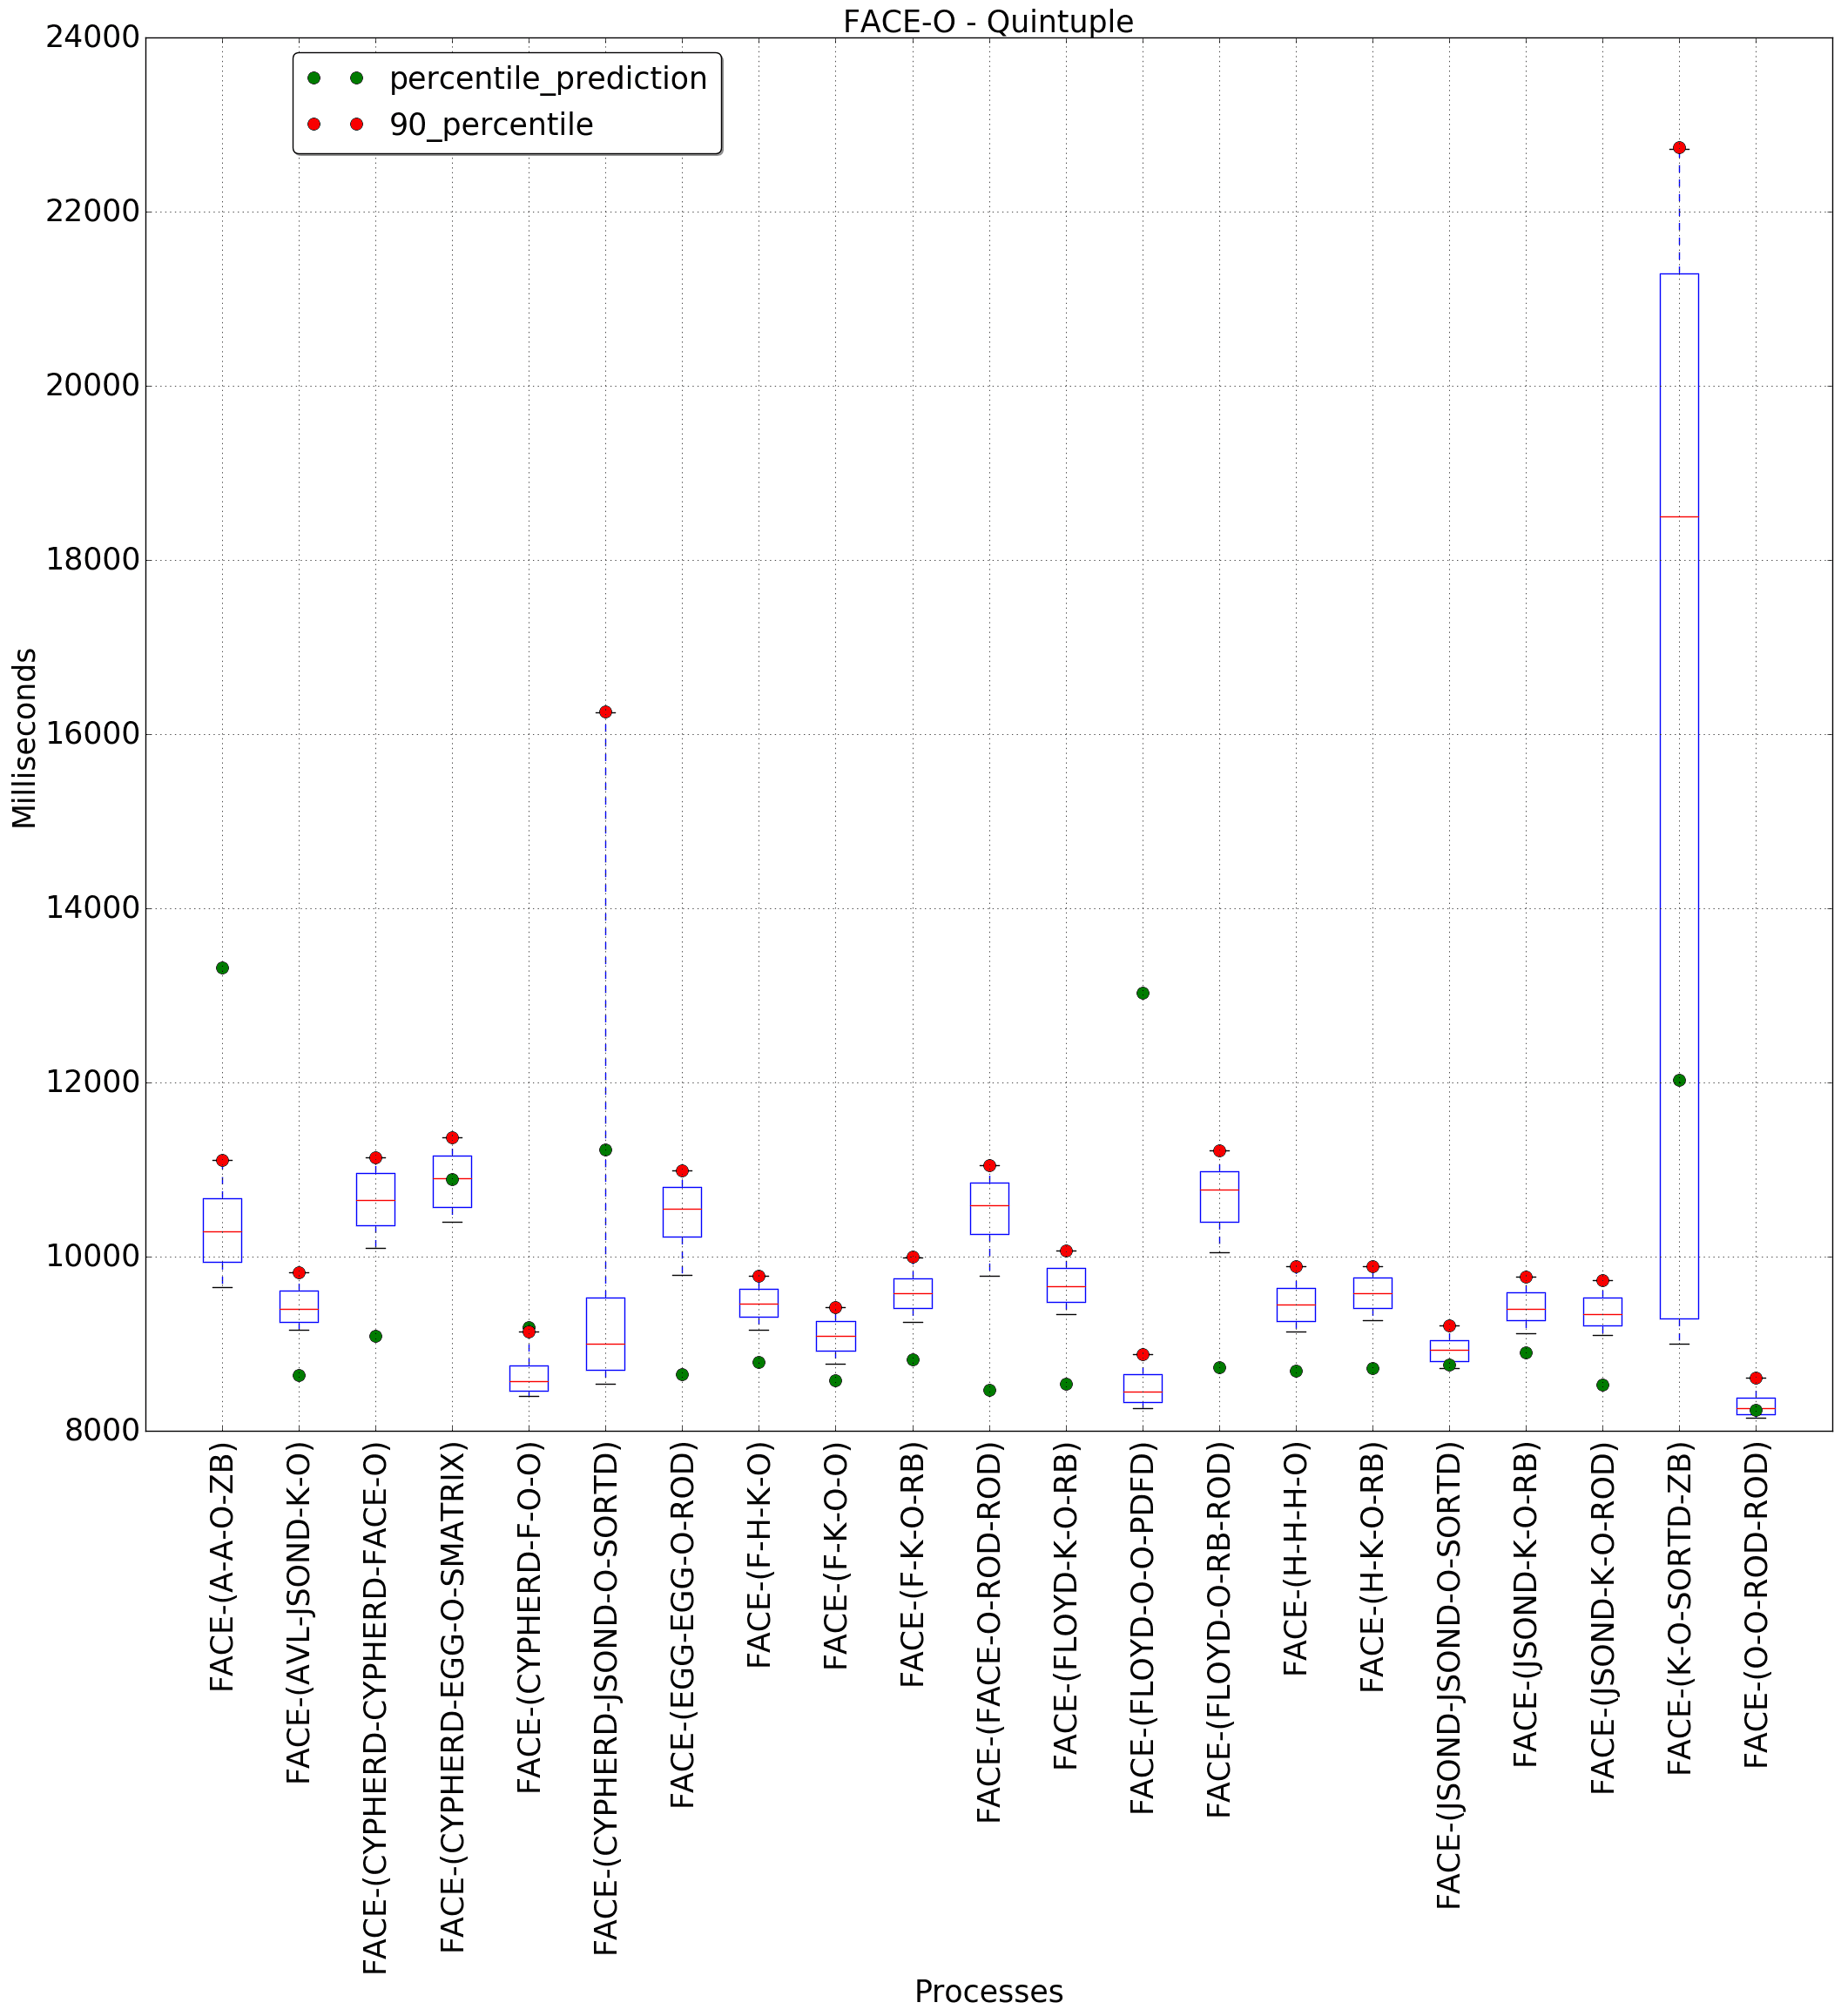 FACE-O - Quintuple
percentile_prediction
90_percentile
24000
22000
20000
18000
16000
14000
12000
10000
8000
Milliseconds
FACE-(A-A-O-ZB)
FACE-(AVL-JSOND-K-O)
FACE-(CYPHERD-CYPHERD-FACE-O)
FACE-(CYPHERD-EGG-O-SMATRIX)
FACE-(CYPHERD-F-O-O)
FACE-(CYPHERD-JSOND-O-SORTD)
FACE-(EGG-EGG-O-ROD)
FACE-(F-H-K-O)
FACE-(F-K-O-O)
FACE-(F-K-O-RB)
FACE-(FACE-O-ROD-ROD)
FACE-(FLOYD-K-O-RB)
FACE-(FLOYD-O-O-PDFD)
FACE-(FLOYD-O-RB-ROD)
FACE-(H-H-H-O)
FACE-(H-K-O-RB)
FACE-(JSOND-JSOND-O-SORTD)
FACE-(JSOND-K-O-RB)
FACE-(JSOND-K-O-ROD)
FACE-(K-O-SORTD-ZB)
FACE-(O-O-ROD-ROD)
Processes